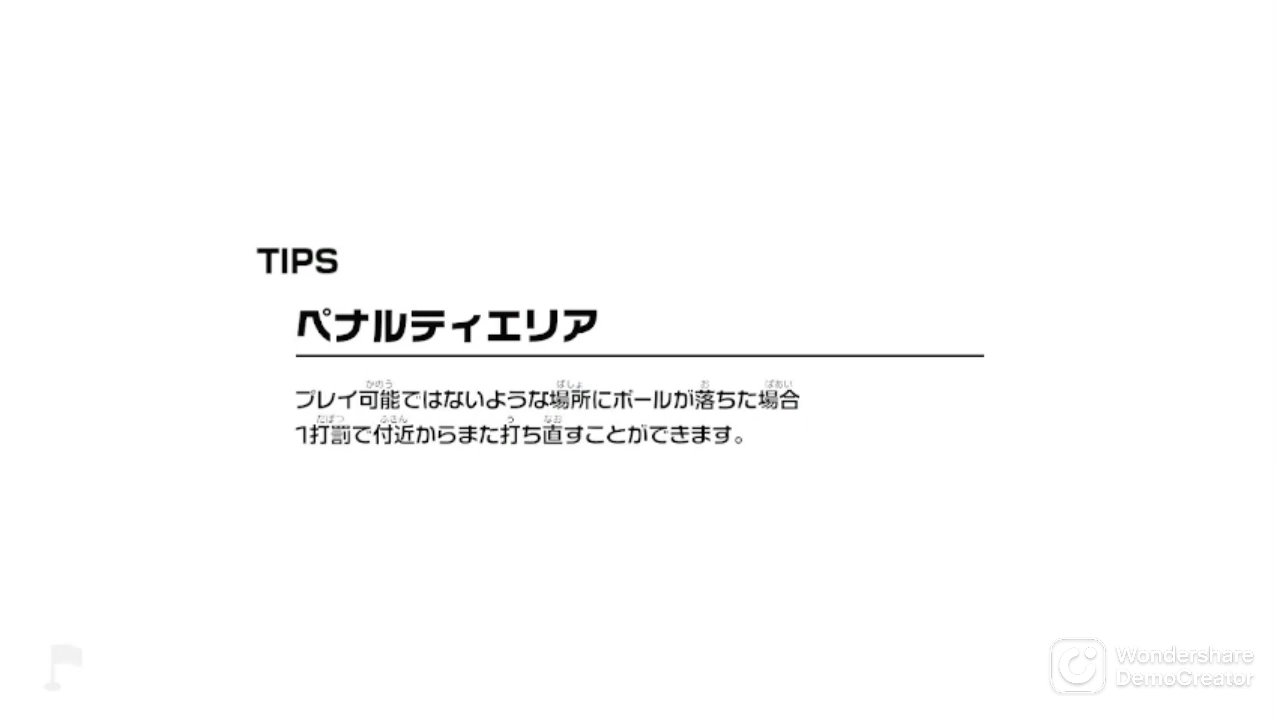 TIPS
ペナルティエリア
プレイ可能ではないような場所にボールが落ちた場合
1打罰で付近からまた打ち直すことができます。
Wondershare
DemoCreator